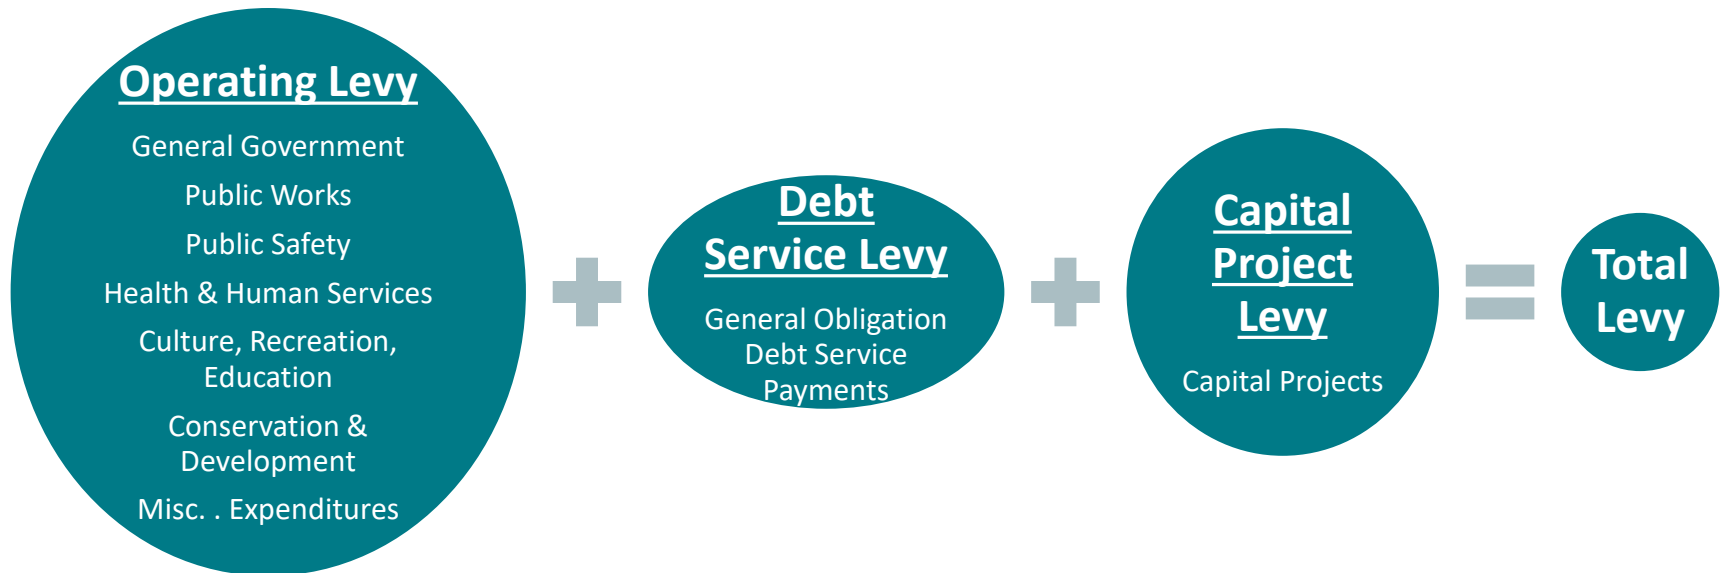 Operating Levy
General Government
Public Works
Public Safety
Health & Human Services
Culture, Recreation,
Education
Conservation &
Development
Misc. . Expenditures
Debt
Service Levy
General Obligation
Debt Service
Payments
Capital
Project
Levy
Capital Projects
Total
Levy